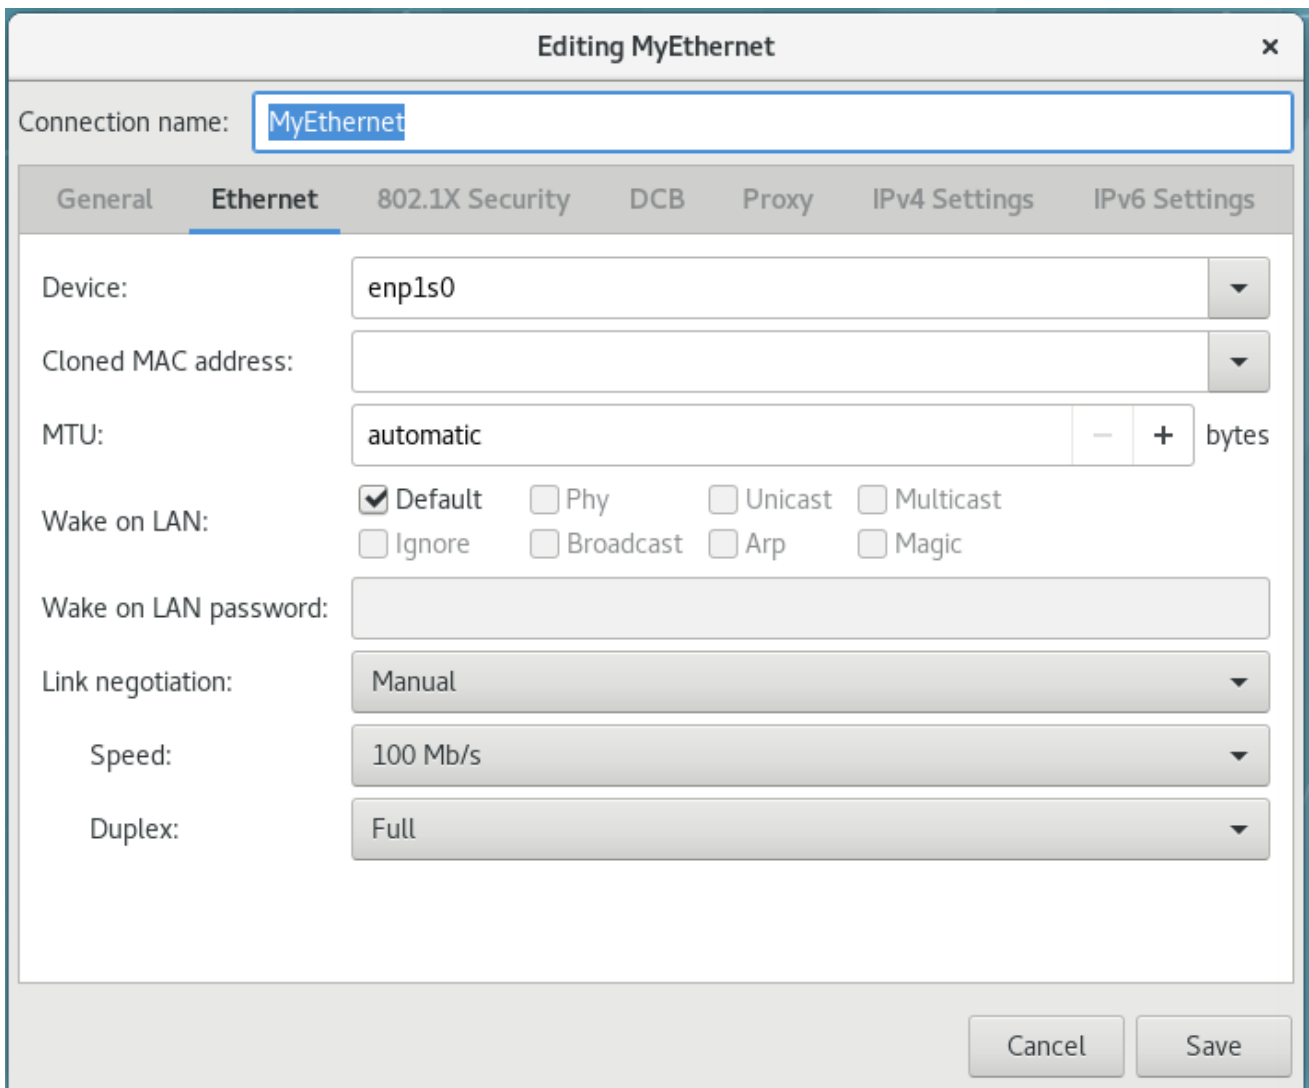 Editing MyEthernet ×
Connection name: MyEthernet
General Ethernet 802.1X Security DCB Proxy IPv4 Settings IPv6 Settings
Device: enp1s0
Cloned MAC address:
MTU: automatic − + bytes
Wake on LAN: Default Phy Unicast Multicast
Ignore Broadcast Arp Magic
Wake on LAN password:
Link negotiation: Manual
Speed: 100 Mb/s
Duplex: Full
Cancel Save